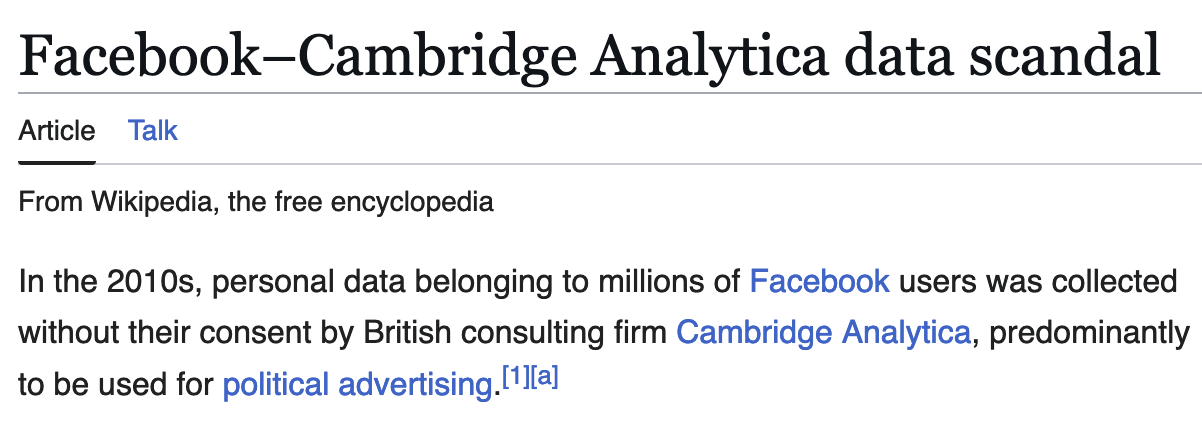 Facebook–Cambridge Analytica data scandal
Article Talk
From Wikipedia, the free encyclopedia
In the 2010s, personal data belonging to millions of Facebook users was collected
without their consent by British consulting firm Cambridge Analytica, predominantly
to be used for political advertising.[1][a]